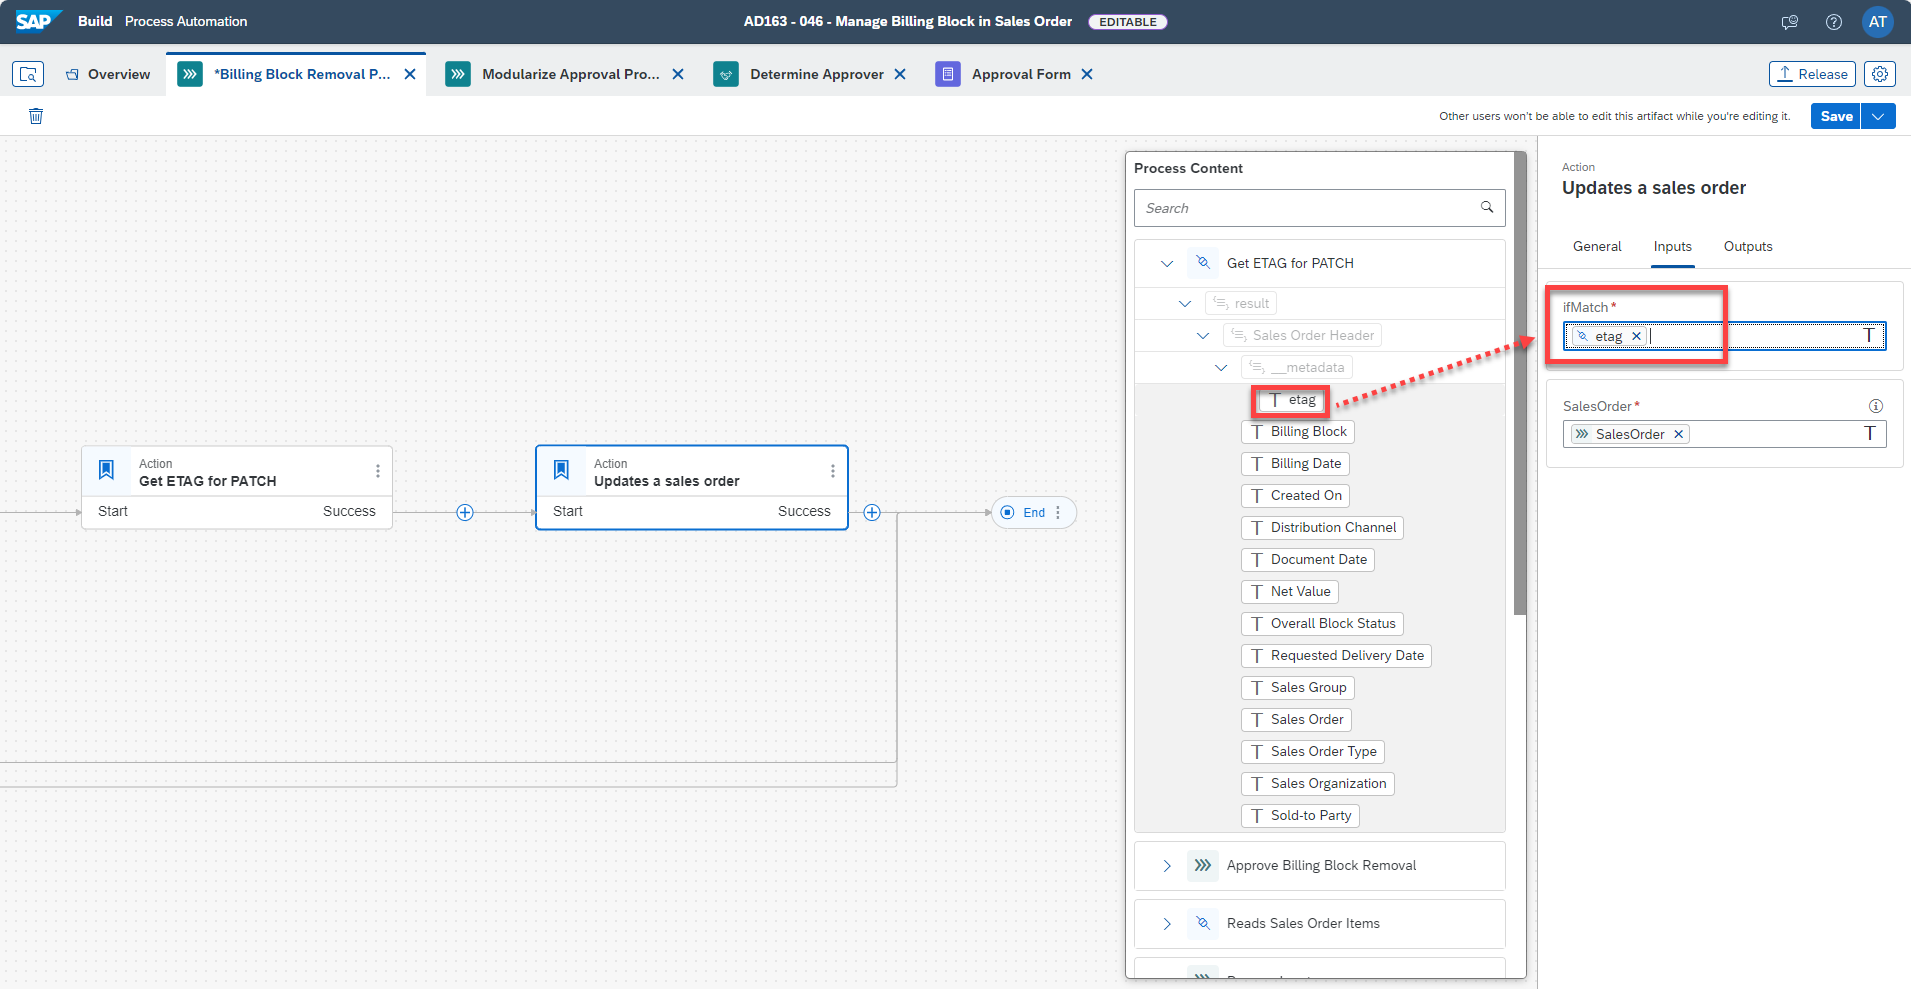 SAP Build Process Automation
AD163 - 046 - Manage Billing Block in Sales Order EDITABLE
AT
Overview
*Billing Block Removal P...
Modularize Approval Pro...
Determine Approver
Approval Form
Release
Other users won't be able to edit this artifact while you're editing it.
Save
Action
Get ETAG for PATCH
Start Success
Action
Updates a sales order
Start Success
End
Process Content
Search
Get ETAG for PATCH
result
Sales Order Header
__metadata
etag
Billing Block
Billing Date
Created On
Distribution Channel
Document Date
Net Value
Overall Block Status
Requested Delivery Date
Sales Group
Sales Order
Sales Order Type
Sales Organization
Sold-to Party
Approve Billing Block Removal
Reads Sales Order Items
Action
Updates a sales order
General Inputs Outputs
ifMatch*
etag
SalesOrder*
SalesOrder